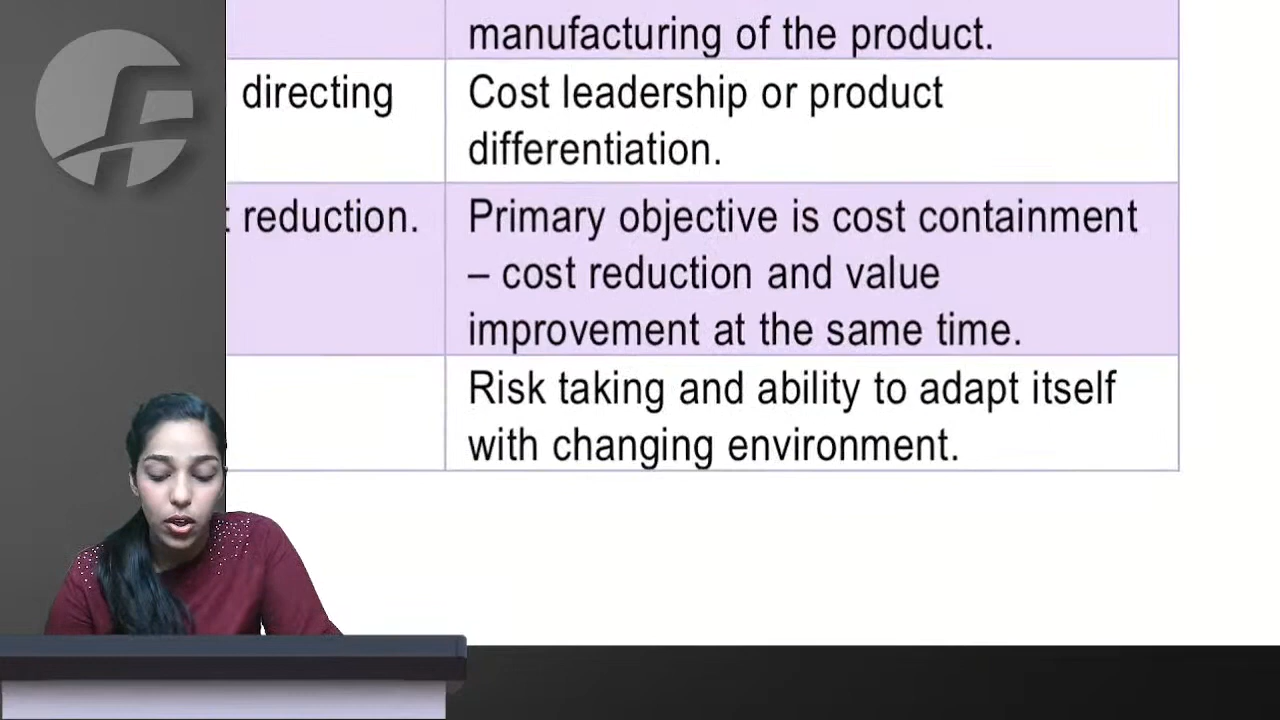 manufacturing of the product.
directing
Cost leadership or product
differentiation.
reduction.
Primary objective is cost containment
– cost reduction and value
improvement at the same time.
Risk taking and ability to adapt itself
with changing environment.